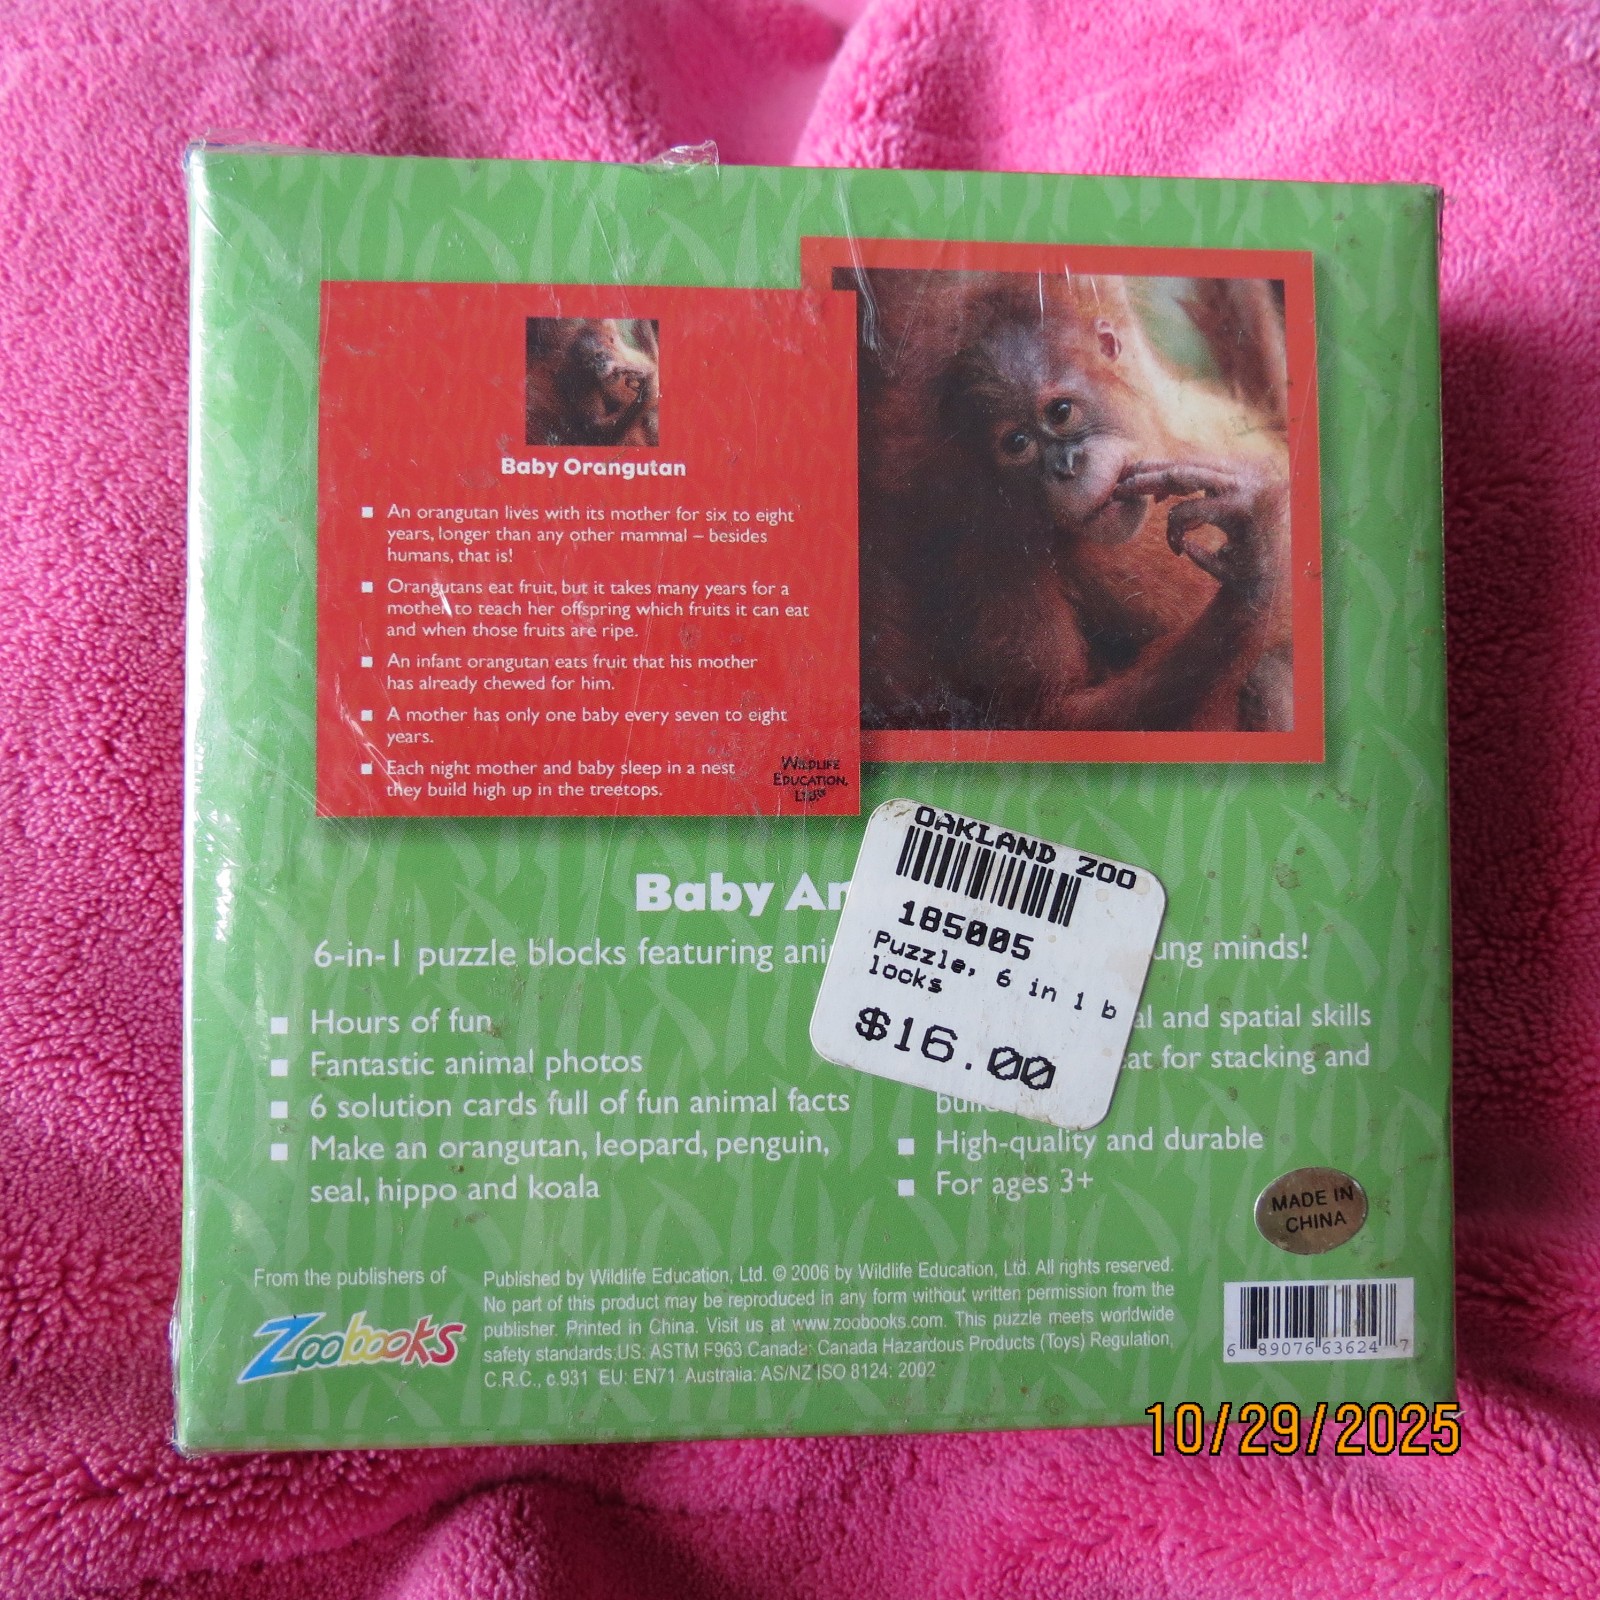 Baby Orangutan
■ An orangutan lives with its mother for six to eight
years, longer than any other mammal – besides
humans, that is!
■ Orangutans eat fruit, but it takes many years for a
mother to teach her offspring which fruits it can eat
and when those fruits are ripe.
■ An infant orangutan eats fruit that his mother
has already chewed for him.
■ A mother has only one baby every seven to eight
years.
■ Each night mother and baby sleep in a nest
they build high up in the treetops.
WILDLIFE
EDUCATION,
LTD.
OAKLAND ZOO
185005
Puzzle, 6 in 1 b
locks
$16.00
Baby
6-in-1 puzzle blocks featuring minds!
■ Hours of fun
■ Fantastic animal photos
■ 6 solution cards full of fun animal facts
■ Make an orangutan, leopard, penguin,
seal, hippo and koala
and spatial skills
for stacking and
■ High-quality and durable
■ For ages 3+
MADE IN
CHINA
From the publishers of
Zoobooks
Published by Wildlife Education, Ltd. © 2006 by Wildlife Education, Ltd. All rights reserved.
No part of this product may be reproduced in any form without written permission from the
publisher. Printed in China. Visit us at www.zoobooks.com. This puzzle meets worldwide
safety standards:US: ASTM F963 Canada: Canada Hazardous Products (Toys) Regulation,
C.R.C., c.931 EU: EN71 Australia: AS/NZ ISO 8124: 2002
6 89076 63624 7
10/29/2025